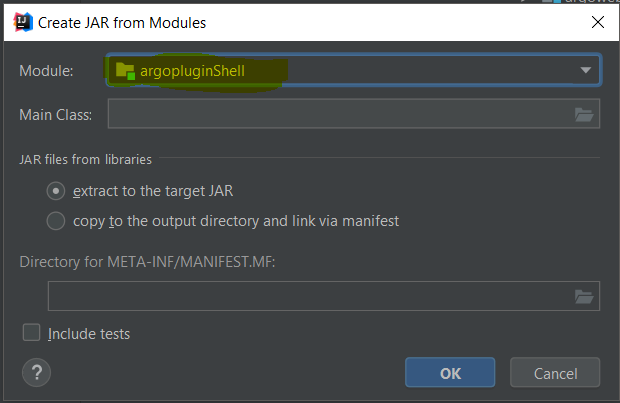 IJ
Create JAR from Modules
Module: argopluginShell
Main Class:
JAR files from libraries
extract to the target JAR
copy to the output directory and link via manifest
Directory for META-INF/MANIFEST.MF:
Include tests
? OK Cancel